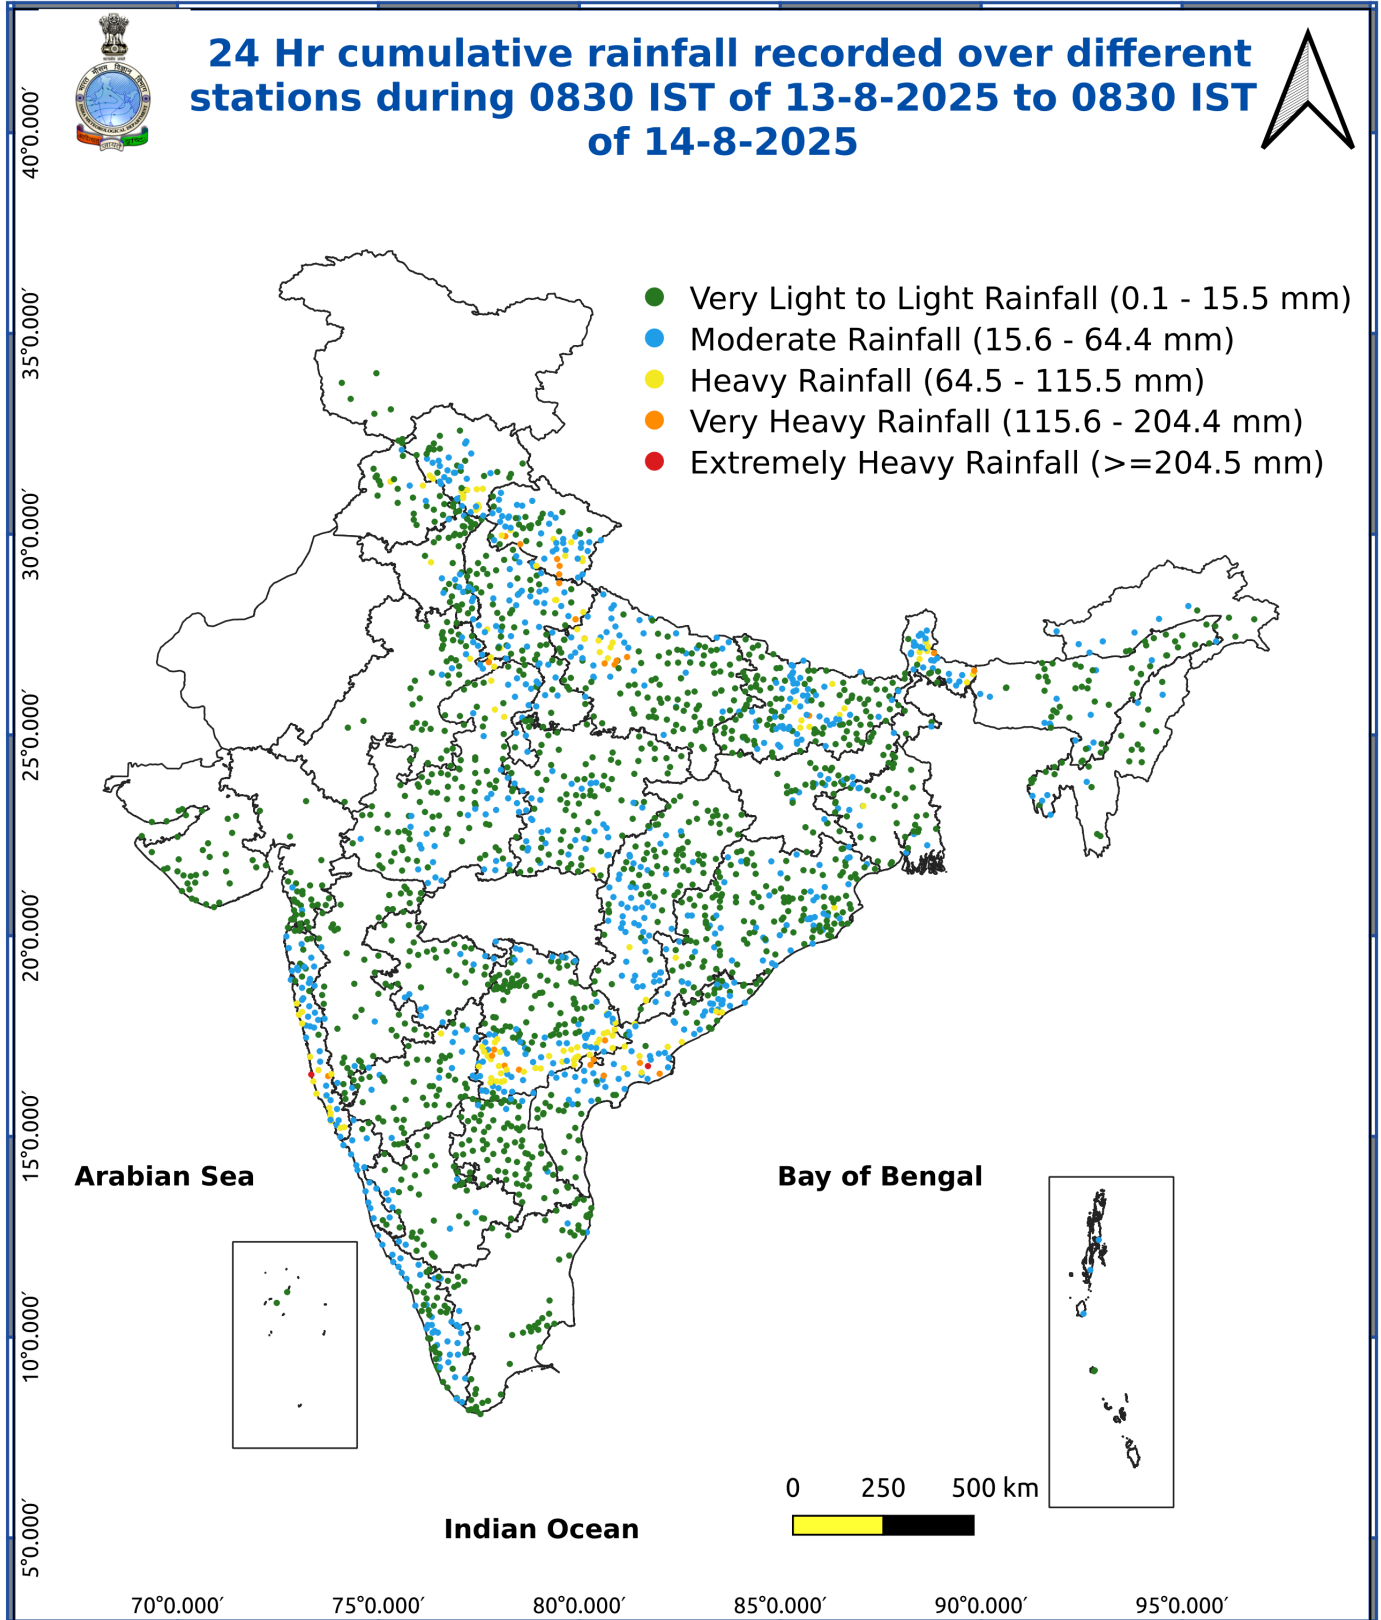 24 Hr cumulative rainfall recorded over different
stations during 0830 IST of 13-8-2025 to 0830 IST
of 14-8-2025
Very Light to Light Rainfall (0.1 - 15.5 mm)
Moderate Rainfall (15.6 - 64.4 mm)
Heavy Rainfall (64.5 - 115.5 mm)
Very Heavy Rainfall (115.6 - 204.4 mm)
Extremely Heavy Rainfall (>=204.5 mm)
40°0.000′
35°0.000′
30°0.000′
25°0.000′
20°0.000′
15°0.000′
10°0.000′
5°0.000′
Arabian Sea
Bay of Bengal
Indian Ocean
0 250 500 km
70°0.000′ 75°0.000′ 80°0.000′ 85°0.000′ 90°0.000′ 95°0.000′